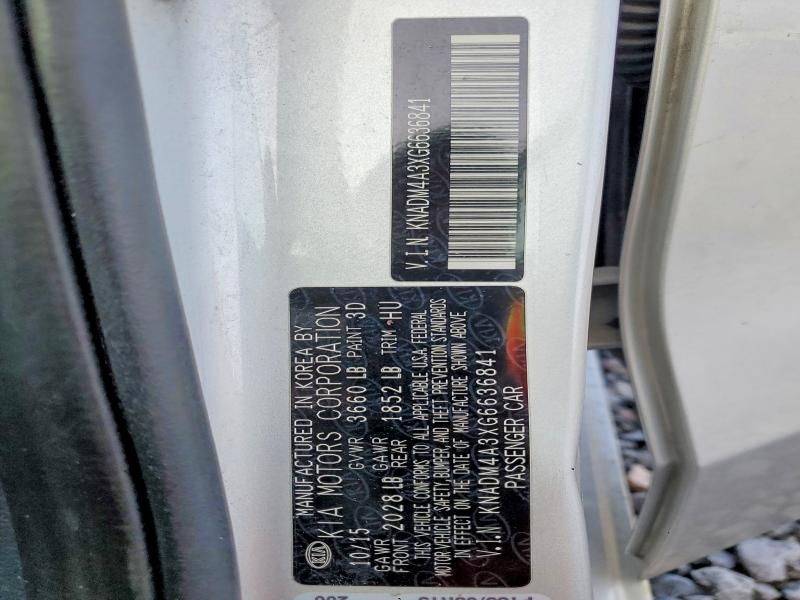 V.I.N KNADM4A3XG6636841
KIA
MANUFACTURED IN KOREA BY
KIA MOTORS CORPORATION
10/15 GVWR 3660 LB PAINT 3D
GAWR FRONT 2028 LB GAWR REAR 1852 LB TRIM HU
THIS VEHICLE CONFORMS TO ALL APPLICABLE U.S.A. FEDERAL
MOTOR VEHICLE SAFETY, BUMPER, AND THEFT PREVENTION STANDARDS
IN EFFECT ON THE DATE OF MANUFACTURE SHOWN ABOVE
V.I.N KNADM4A3XG6636841
PASSENGER CAR